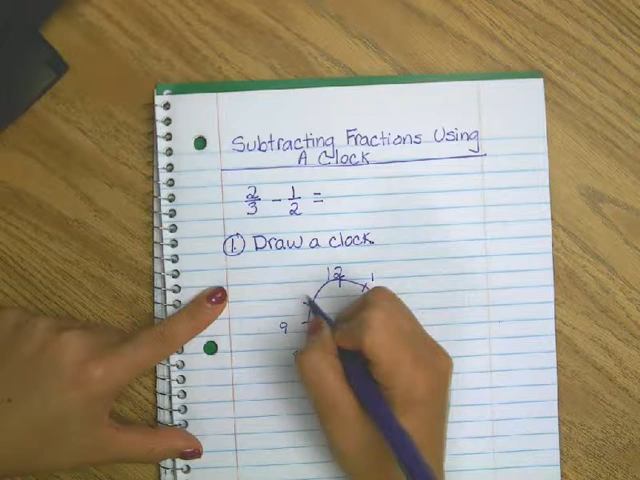 Subtracting Fractions Using
A Clock
2/3 - 1/2 =
1. Draw a clock
12 1
9